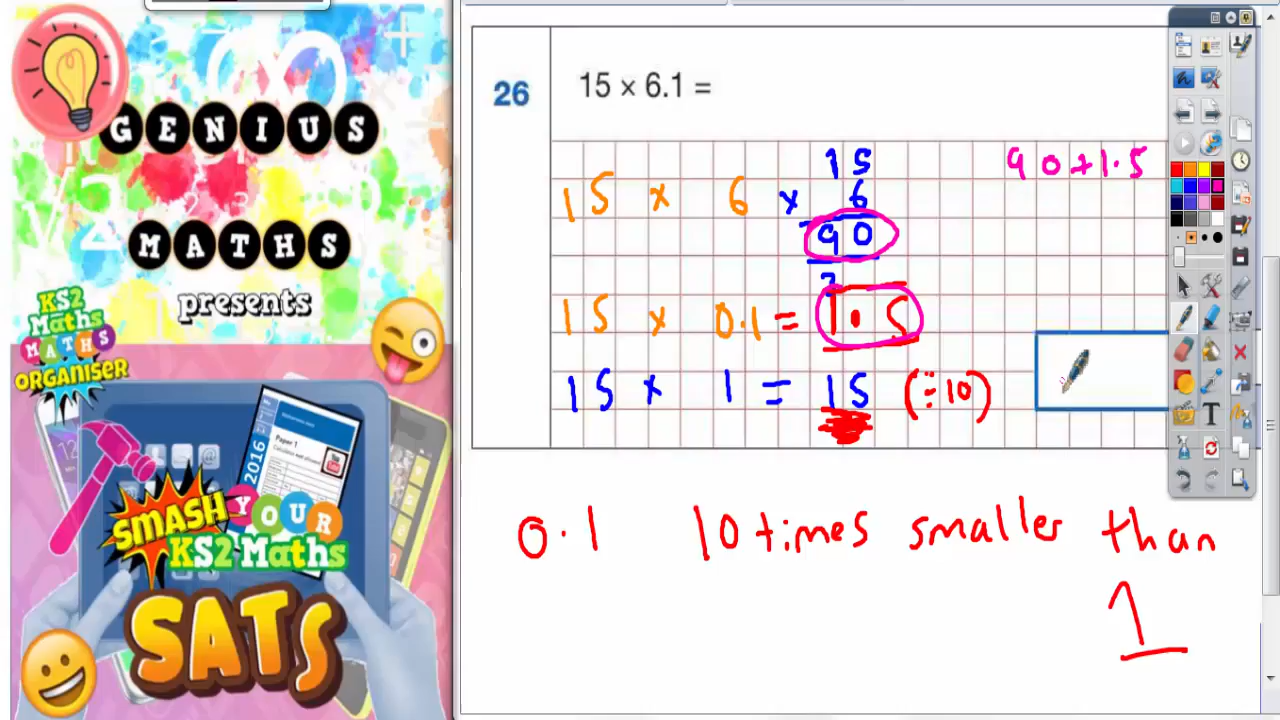 GENIUS
MATHS
presents
KS2
Maths
MATHS
ORGANISER
2016
Paper 1
SMASH YOUR
KS2 Maths
SATS
26
15 × 6.1 =
15
90+1.5
15 x 6 x 6
90
3
15 x 0.1 = 1.5
15 x 1 = 15 (÷10)
0.1 10 times smaller than
1